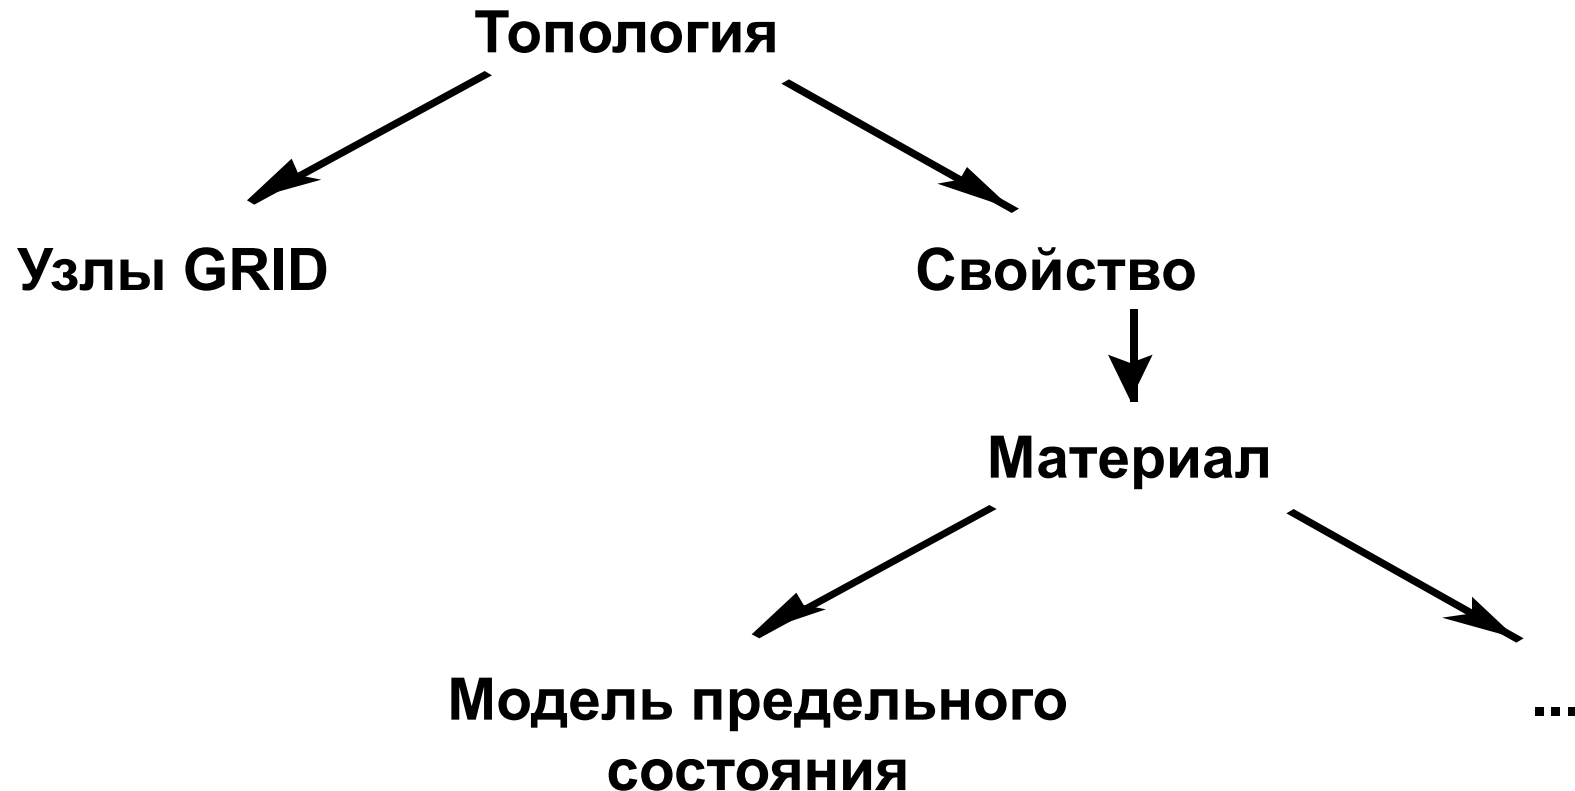 Топология
Узлы GRID
Свойство
Материал
Модель предельного
состояния
...